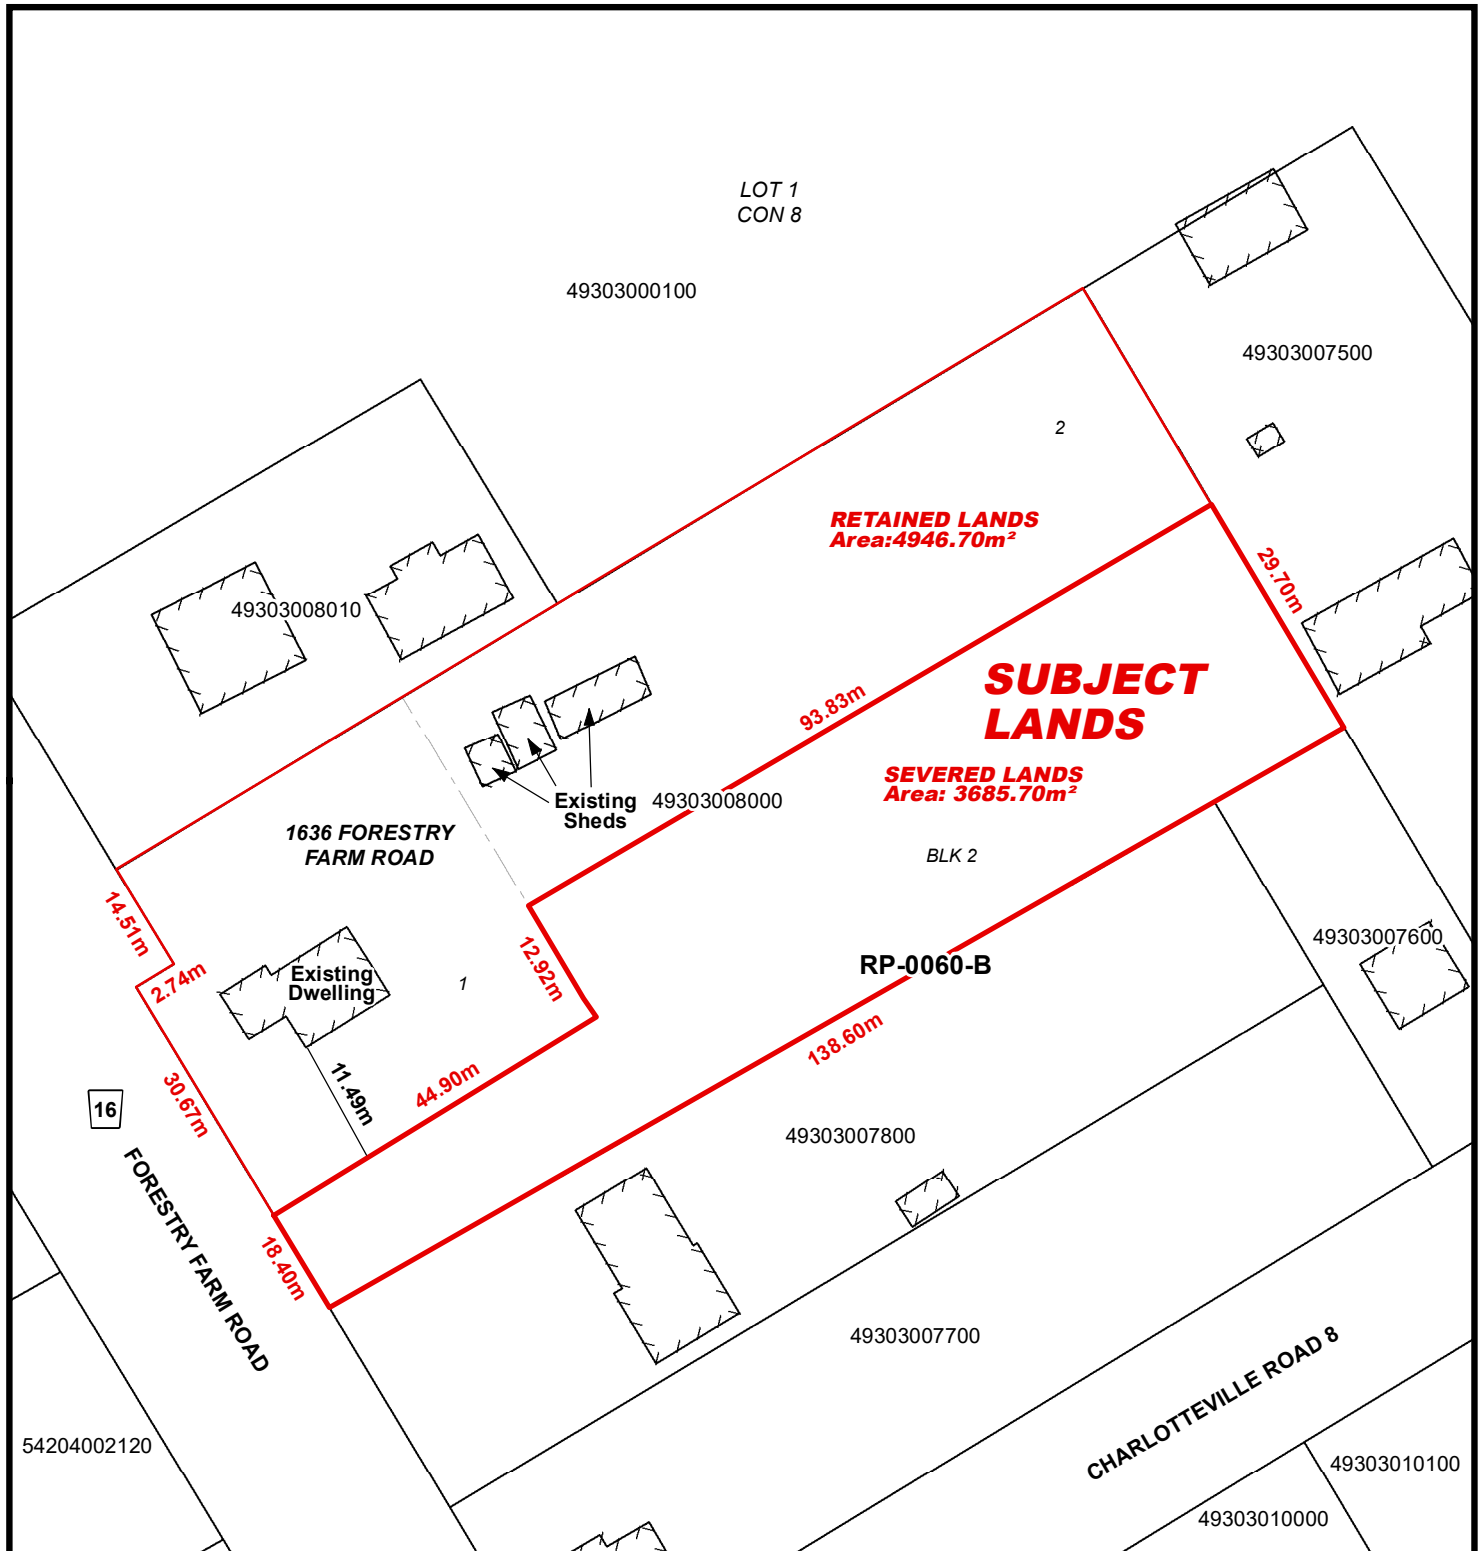 LOT 1
CON 8
49303000100
49303007500
2
RETAINED LANDS
Area:4946.70m²
29.70m
49303008010
SUBJECT
LANDS
93.83m
SEVERED LANDS
Area: 3685.70m²
Existing
Sheds
49303008000
1636 FORESTRY
FARM ROAD
BLK 2
14.51m
49303007600
12.92m
RP-0060-B
2.74m
Existing
Dwelling
1
138.60m
11.49m
44.90m
30.67m
16
49303007800
FORESTRY FARM ROAD
18.40m
49303007700
CHARLOTTEVILLE ROAD 8
54204002120
49303010100
49303010000